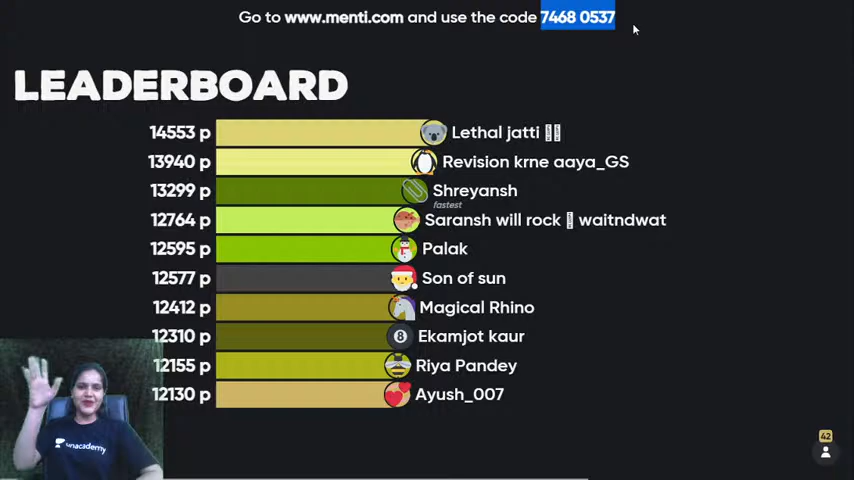 Go to www.menti.com and use the code 7468 0537
LEADERBOARD
14553 p Lethal jatti
13940 p Revision krne aaya_GS
13299 p Shreyansh
fastest
12764 p Saransh will rock waitndwat
12595 p Palak
12577 p Son of sun
12412 p Magical Rhino
12310 p 8 Ekamjot kaur
12155 p Riya Pandey
12130 p Ayush_007
unacademy
42